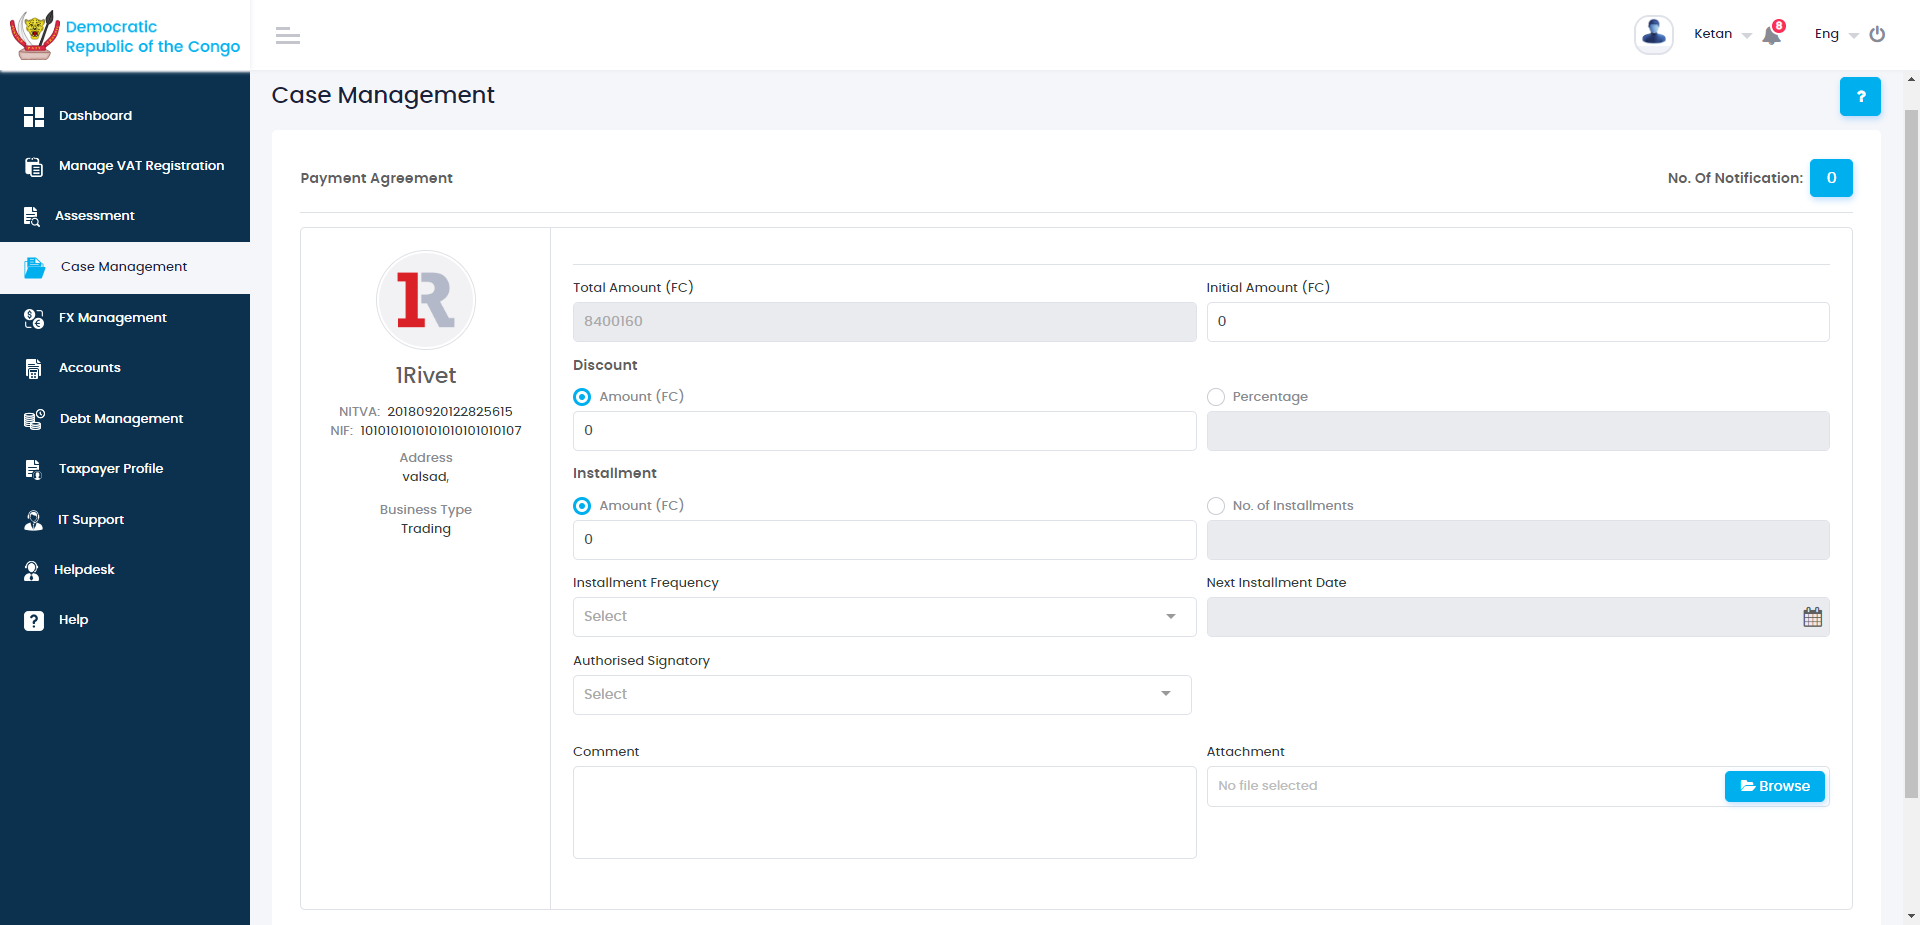 Democratic
Republic of the Congo
Ketan
8
Eng
Dashboard
Manage VAT Registration
Assessment
Case Management
FX Management
Accounts
Debt Management
Taxpayer Profile
IT Support
Helpdesk
Help
Case Management
?
Payment Agreement
No. Of Notification: 0
1R
1Rivet
NITVA: 20180920122825615
NIF: 1010101010101010101010107
Address
valsad,
Business Type
Trading
Total Amount (FC)
8400160
Initial Amount (FC)
0
Discount
Amount (FC)
0
Percentage
Installment
Amount (FC)
0
No. of Installments
Installment Frequency
Select
Next Installment Date
Authorised Signatory
Select
Comment
Attachment
No file selected
Browse